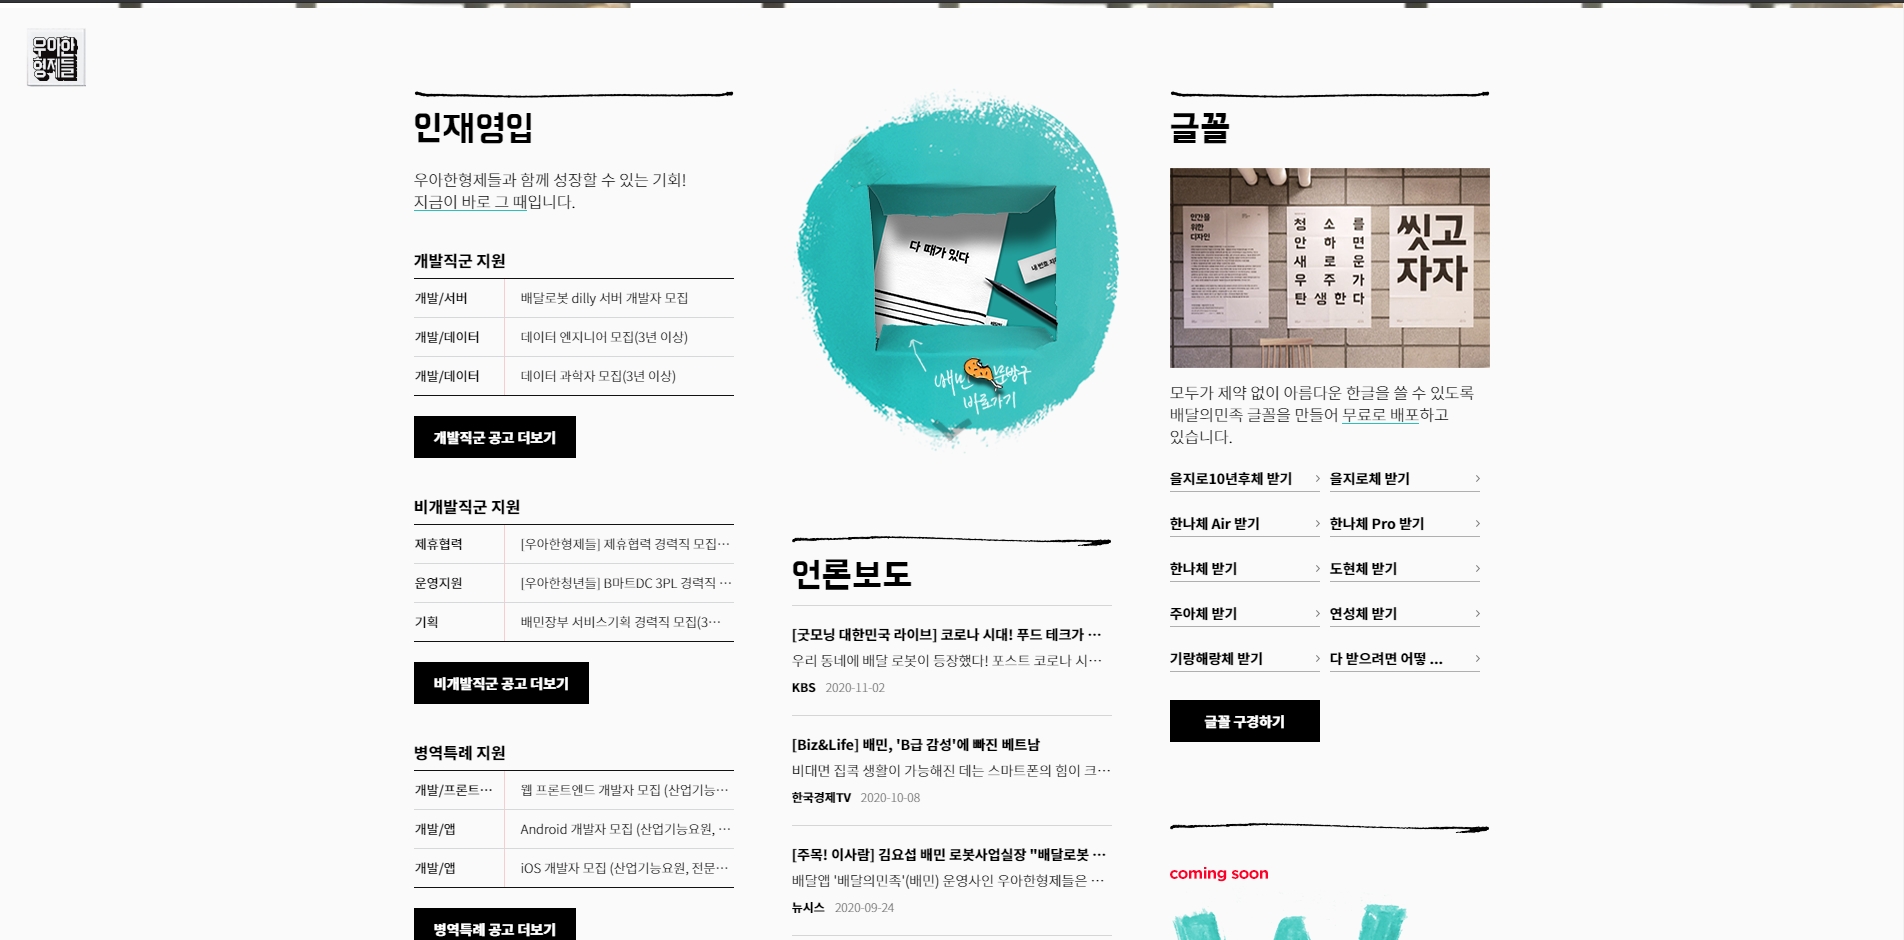 우아한
형제들
인재영입
우아한형제들과 함께 성장할 수 있는 기회!
지금이 바로 그 때입니다.
개발직군 지원
개발/서버 배달로봇 dilly 서버 개발자 모집
개발/데이터 데이터 엔지니어 모집(3년 이상)
개발/데이터 데이터 과학자 모집(3년 이상)
개발직군 공고 더보기
비개발직군 지원
제휴협력 [우아한형제들] 제휴협력 경력직 모집…
운영지원 [우아한청년들] B마트DC 3PL 경력직 …
기획 배민장부 서비스기획 경력직 모집(3…
비개발직군 공고 더보기
병역특례 지원
개발/프론트… 웹 프론트엔드 개발자 모집 (산업기능…
개발/앱 Android 개발자 모집 (산업기능요원, …
개발/앱 iOS 개발자 모집 (산업기능요원, 전문…
병역특례 공고 더보기
다 때가 있다
내 번호
바로가기
언론보도
[굿모닝 대한민국 라이브] 코로나 시대! 푸드 테크가 …
우리 동네에 배달 로봇이 등장했다! 포스트 코로나 시…
KBS 2020-11-02
[Biz&Life] 배민, 'B급 감성'에 빠진 베트남
비대면 집콕 생활이 가능해진 데는 스마트폰의 힘이 크…
한국경제TV 2020-10-08
[주목! 이사람] 김요섭 배민 로봇사업실장 "배달로봇 …
배달앱 '배달의민족'(배민) 운영사인 우아한형제들은 …
뉴시스 2020-09-24
글꼴
인간을
위한
디자인
청 소 를
안 하 면
새 로 운
우 주 가
탄 생 한 다
씻고
자자
모두가 제약 없이 아름다운 한글을 쓸 수 있도록
배달의민족 글꼴을 만들어 무료로 배포하고
있습니다.
을지로10년후체 받기 을지로체 받기
한나체 Air 받기 한나체 Pro 받기
한나체 받기 도현체 받기
주아체 받기 연성체 받기
기랑해랑체 받기 다 받으려면 어떻 ...
글꼴 구경하기
coming soon